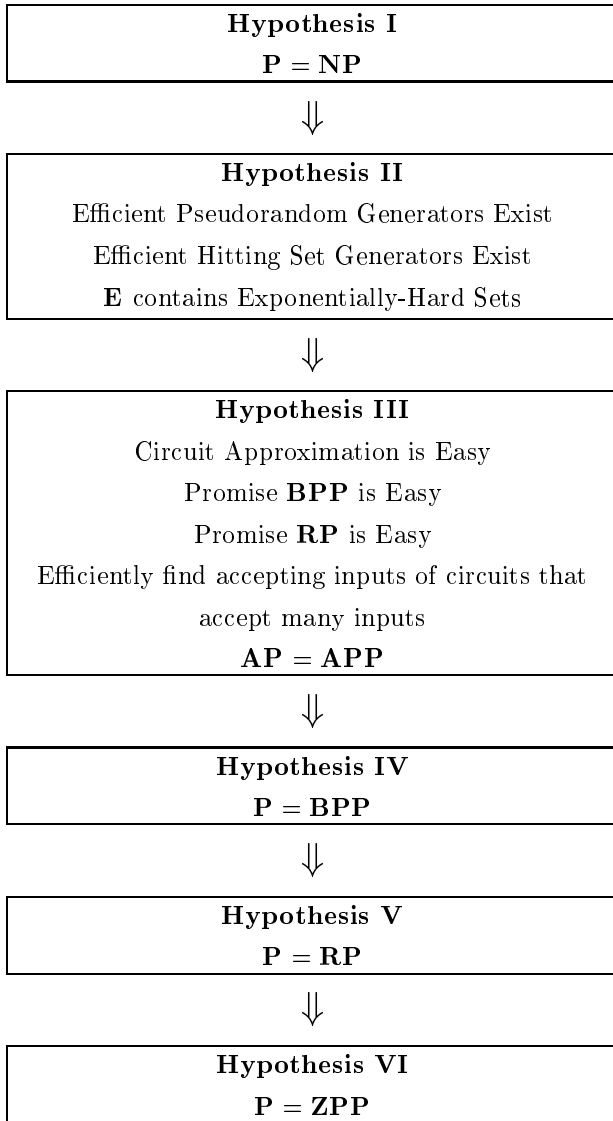 Hypothesis I
P = NP
⇓
Hypothesis II
Efficient Pseudorandom Generators Exist
Efficient Hitting Set Generators Exist
E contains Exponentially-Hard Sets
⇓
Hypothesis III
Circuit Approximation is Easy
Promise BPP is Easy
Promise RP is Easy
Efficiently find accepting inputs of circuits that
accept many inputs
AP = APP
⇓
Hypothesis IV
P = BPP
⇓
Hypothesis V
P = RP
⇓
Hypothesis VI
P = ZPP